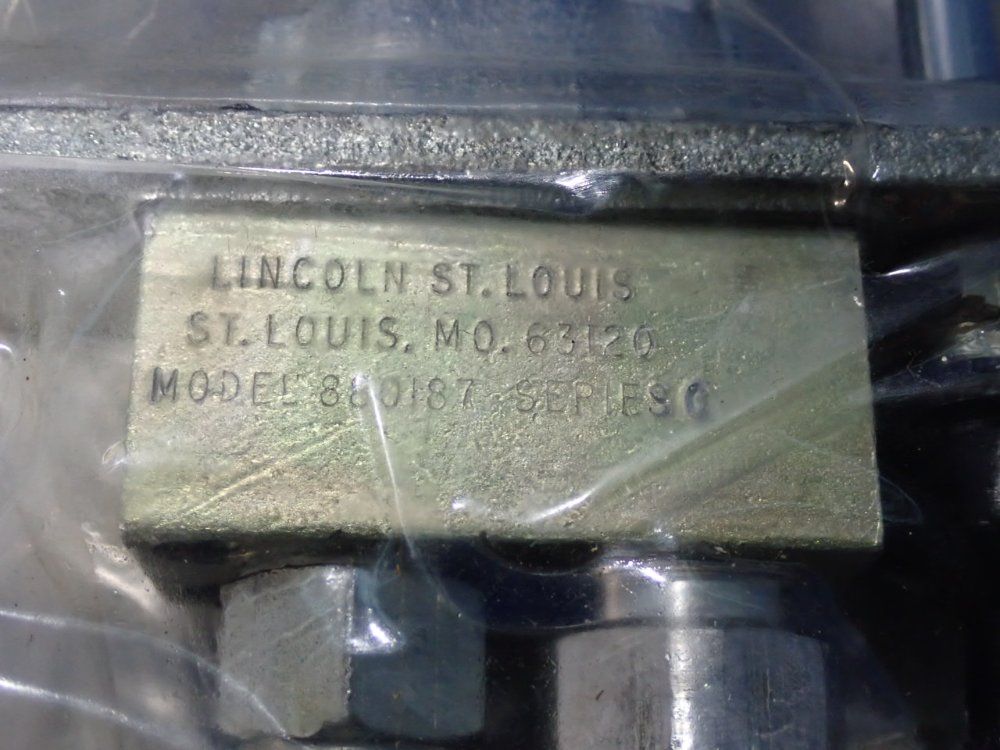 LINCOLN ST. LOUIS
ST. LOUIS, MO. 63120
MODEL 880187 SERIES